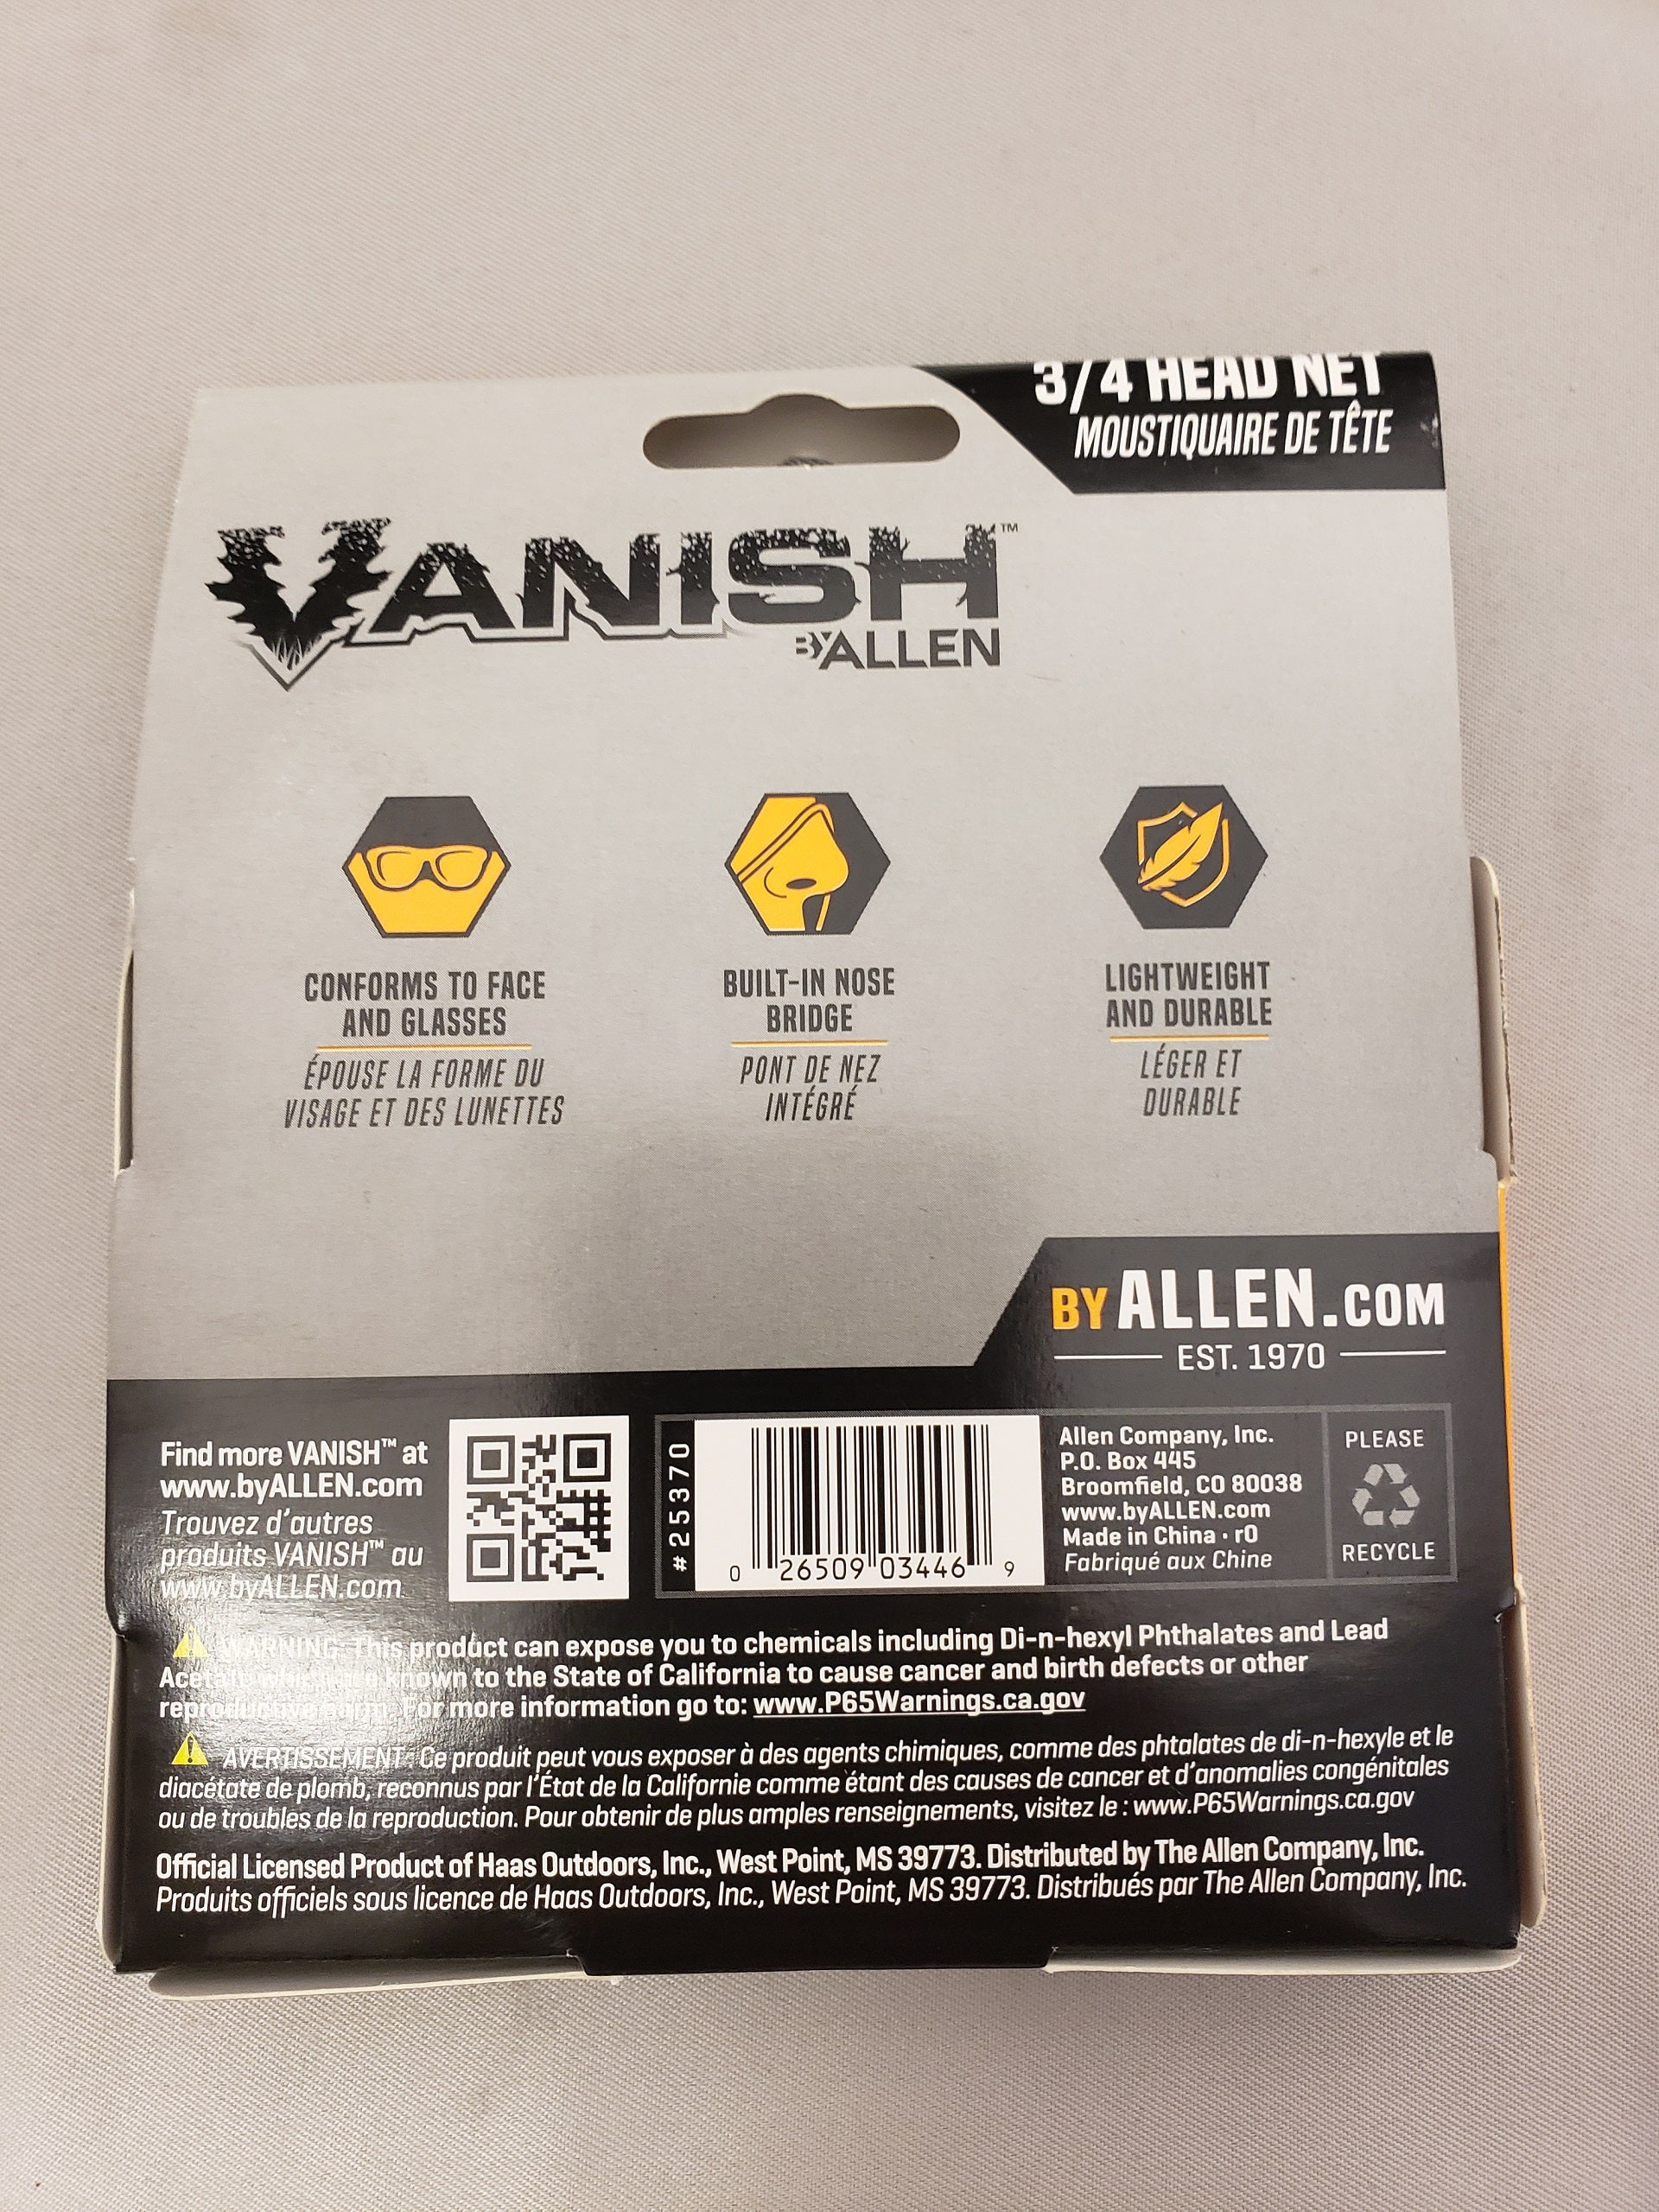 3/4 HEAD NET
MOUSTIQUAIRE DE TÊTE
VANISH™
BY ALLEN
CONFORMS TO FACE
AND GLASSES
ÉPOUSE LA FORME DU
VISAGE ET DES LUNETTES
BUILT-IN NOSE
BRIDGE
PONT DE NEZ
INTÉGRÉ
LIGHTWEIGHT
AND DURABLE
LÉGER ET
DURABLE
BY ALLEN.COM
EST. 1970
Find more VANISH™ at
www.byALLEN.com
Trouvez d'autres
produits VANISH™ au
www.byALLEN.com
#25370
0 26509 03446 9
Allen Company, Inc.
P.O. Box 445
Broomfield, CO 80038
www.byALLEN.com
Made in China · r0
Fabriqué aux Chine
PLEASE
RECYCLE
WARNING: This product can expose you to chemicals including Di-n-hexyl Phthalates and Lead
Acetate which are known to the State of California to cause cancer and birth defects or other
reproductive harm. For more information go to: www.P65Warnings.ca.gov
AVERTISSEMENT: Ce produit peut vous exposer à des agents chimiques, comme des phtalates de di-n-hexyle et le
diacétate de plomb, reconnus par l'État de la Californie comme étant des causes de cancer et d'anomalies congénitales
ou de troubles de la reproduction. Pour obtenir de plus amples renseignements, visitez le : www.P65Warnings.ca.gov
Official Licensed Product of Haas Outdoors, Inc., West Point, MS 39773. Distributed by The Allen Company, Inc.
Produits officiels sous licence de Haas Outdoors, Inc., West Point, MS 39773. Distribués par The Allen Company, Inc.